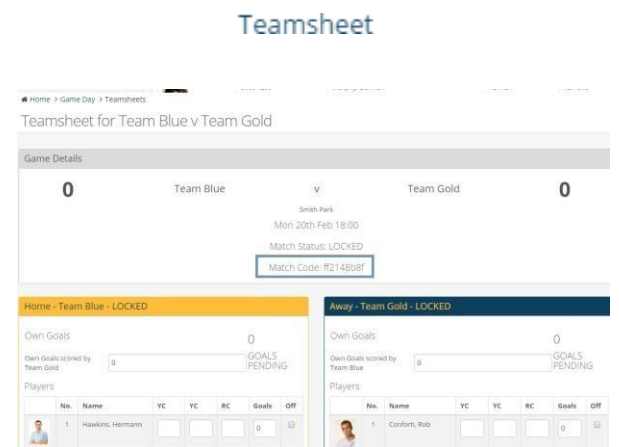 Teamsheet
Home > Game Day > Teamsheets
Teamsheet for Team Blue v Team Gold
Game Details
0 Team Blue v Team Gold 0
Smith Park
Mon 20th Feb 18:00
Match Status: LOCKED
Match Code: ff2148b8f
Home - Team Blue - LOCKED
Own Goals 0
Own Goals scored by Team Gold 0 GOALS PENDING
Players
No. Name YC YC RC Goals Off
1 Hawkins, Hermann 0
Away - Team Gold - LOCKED
Own Goals 0
Own Goals scored by Team Blue 0 GOALS PENDING
Players
No. Name YC YC RC Goals Off
1 Conforti, Rob 0